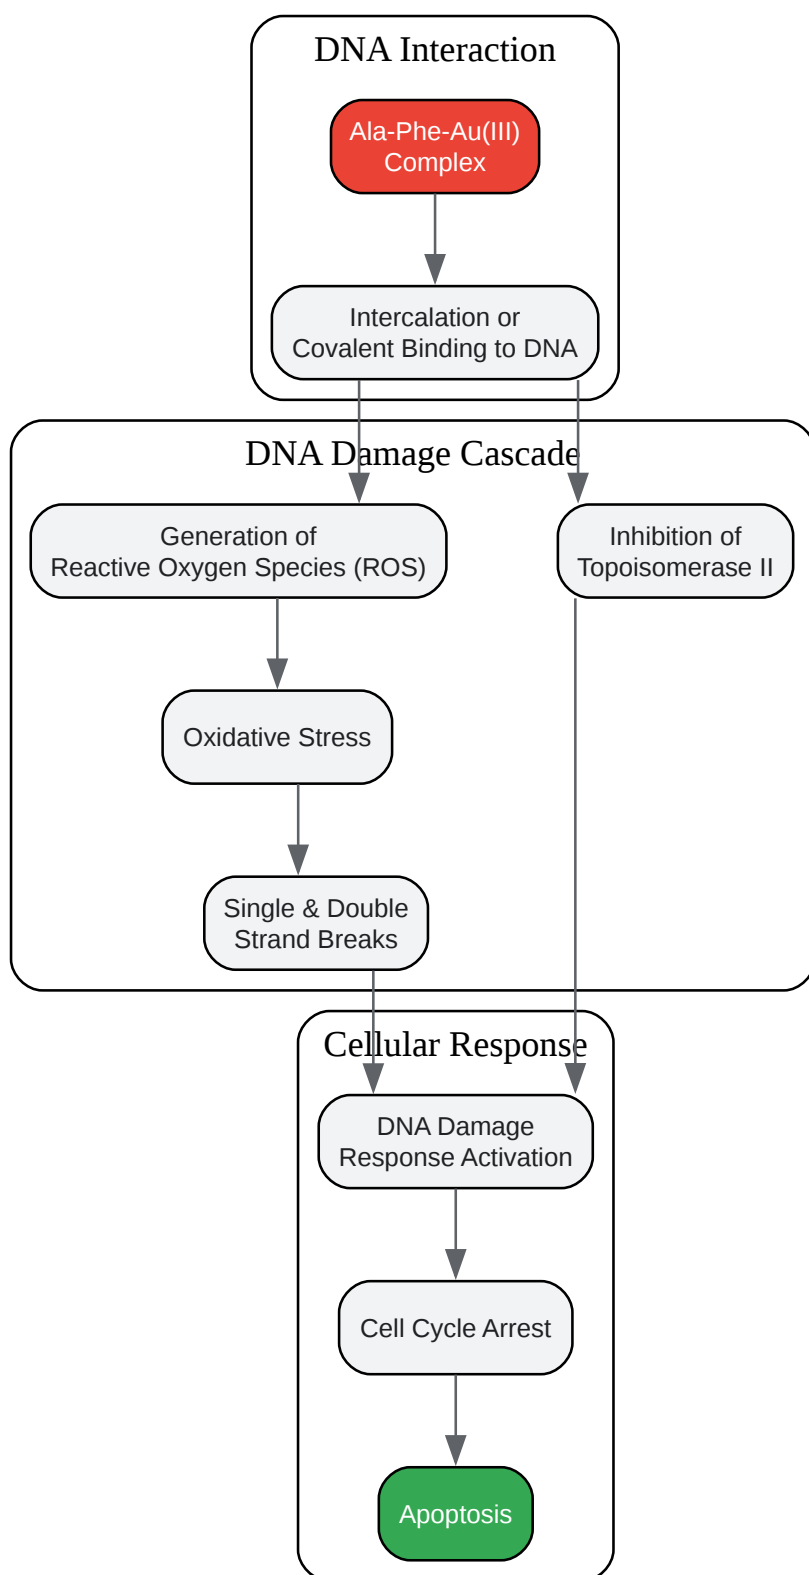 DNA Interaction
Ala-Phe-Au(III)
Complex
Intercalation or
Covalent Binding to DNA
DNA Damage Cascade
Generation of
Reactive Oxygen Species (ROS)
Inhibition of
Topoisomerase II
Oxidative Stress
Single & Double
Strand Breaks
Cellular Response
DNA Damage
Response Activation
Cell Cycle Arrest
Apoptosis